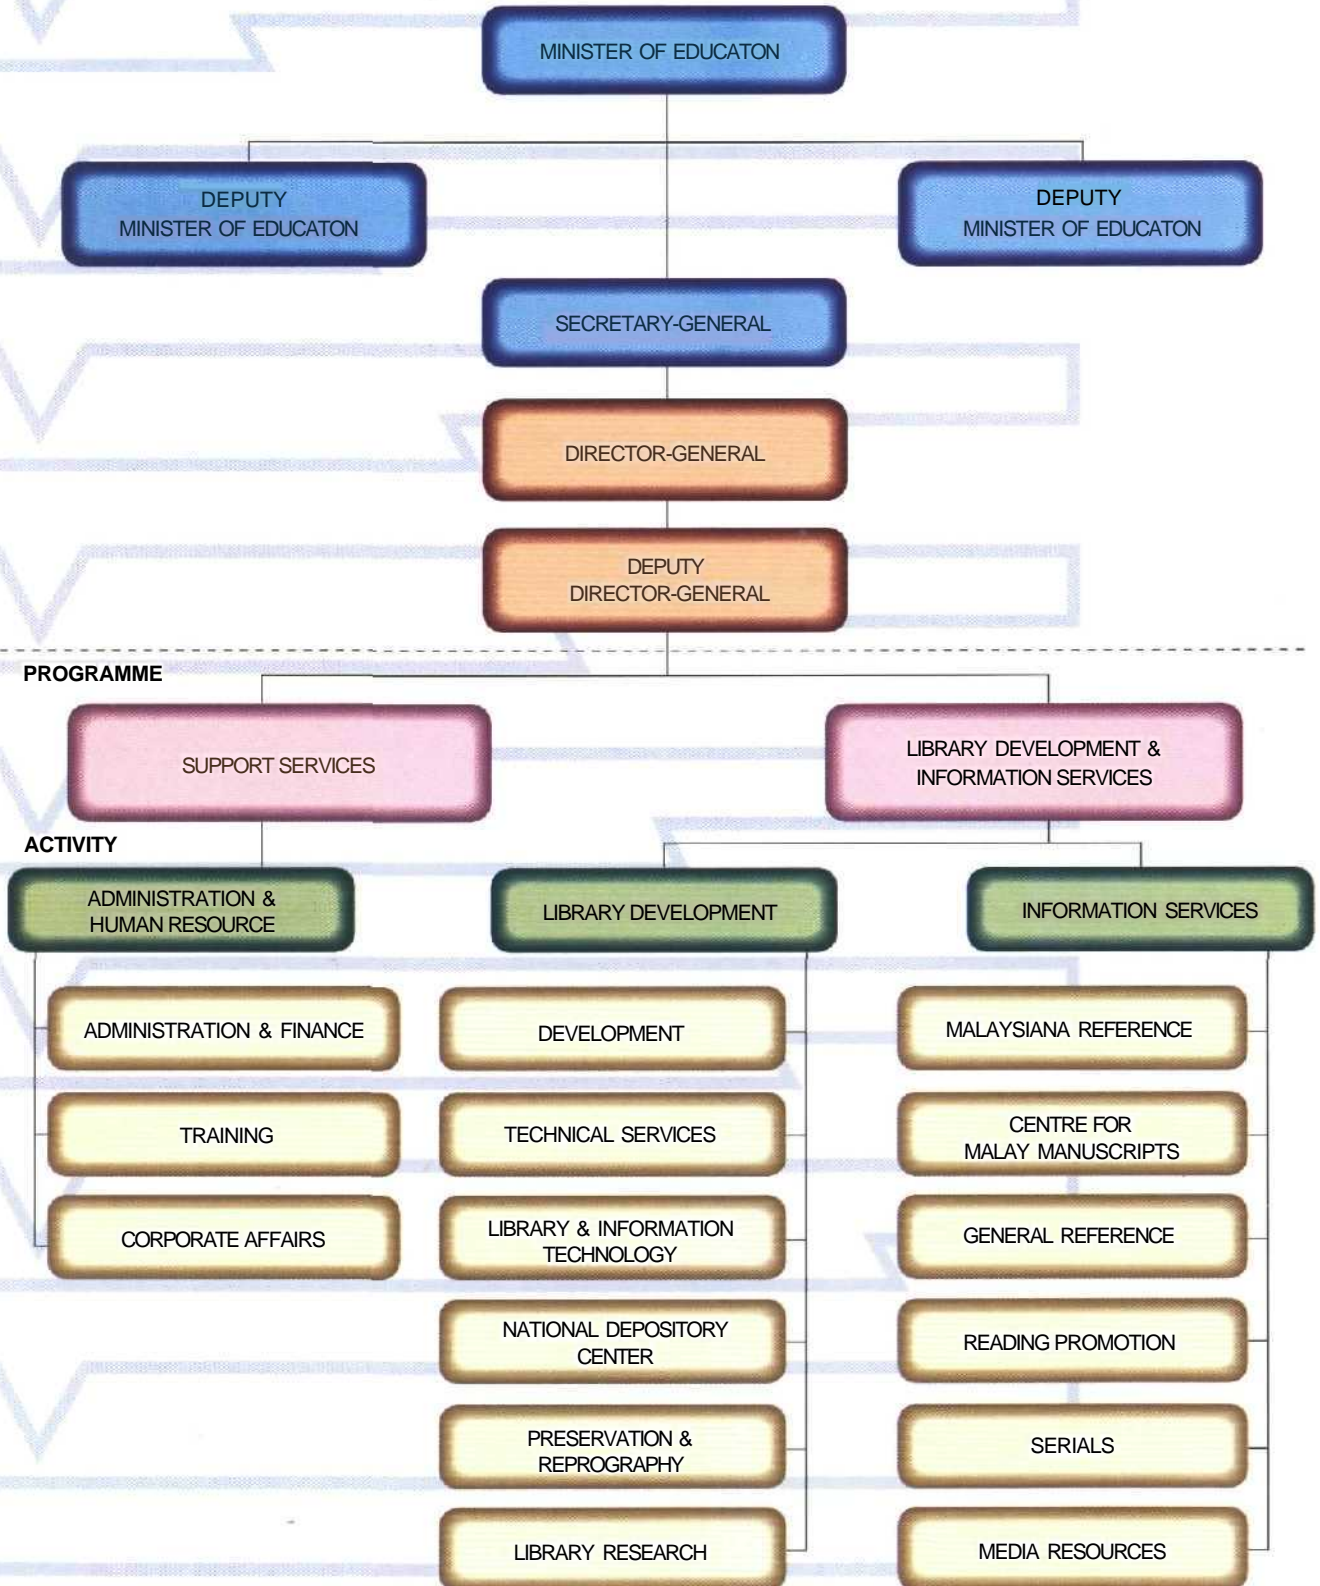 MINISTER OF EDUCATON
DEPUTY
MINISTER OF EDUCATON
DEPUTY
MINISTER OF EDUCATON
SECRETARY-GENERAL
DIRECTOR-GENERAL
DEPUTY
DIRECTOR-GENERAL
PROGRAMME
SUPPORT SERVICES
LIBRARY DEVELOPMENT &
INFORMATION SERVICES
ACTIVITY
ADMINISTRATION &
HUMAN RESOURCE
ADMINISTRATION & FINANCE
TRAINING
CORPORATE AFFAIRS
LIBRARY DEVELOPMENT
DEVELOPMENT
TECHNICAL SERVICES
LIBRARY & INFORMATION
TECHNOLOGY
NATIONAL DEPOSITORY
CENTER
PRESERVATION &
REPROGRAPHY
LIBRARY RESEARCH
INFORMATION SERVICES
MALAYSIANA REFERENCE
CENTRE FOR
MALAY MANUSCRIPTS
GENERAL REFERENCE
READING PROMOTION
SERIALS
MEDIA RESOURCES